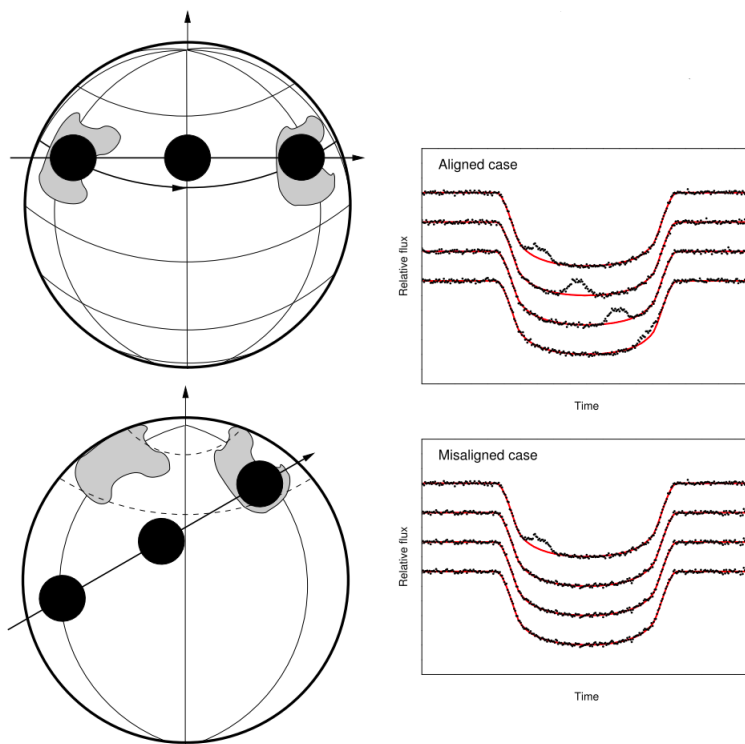 Aligned case
Relative flux
Time
Misaligned case
Relative flux
Time